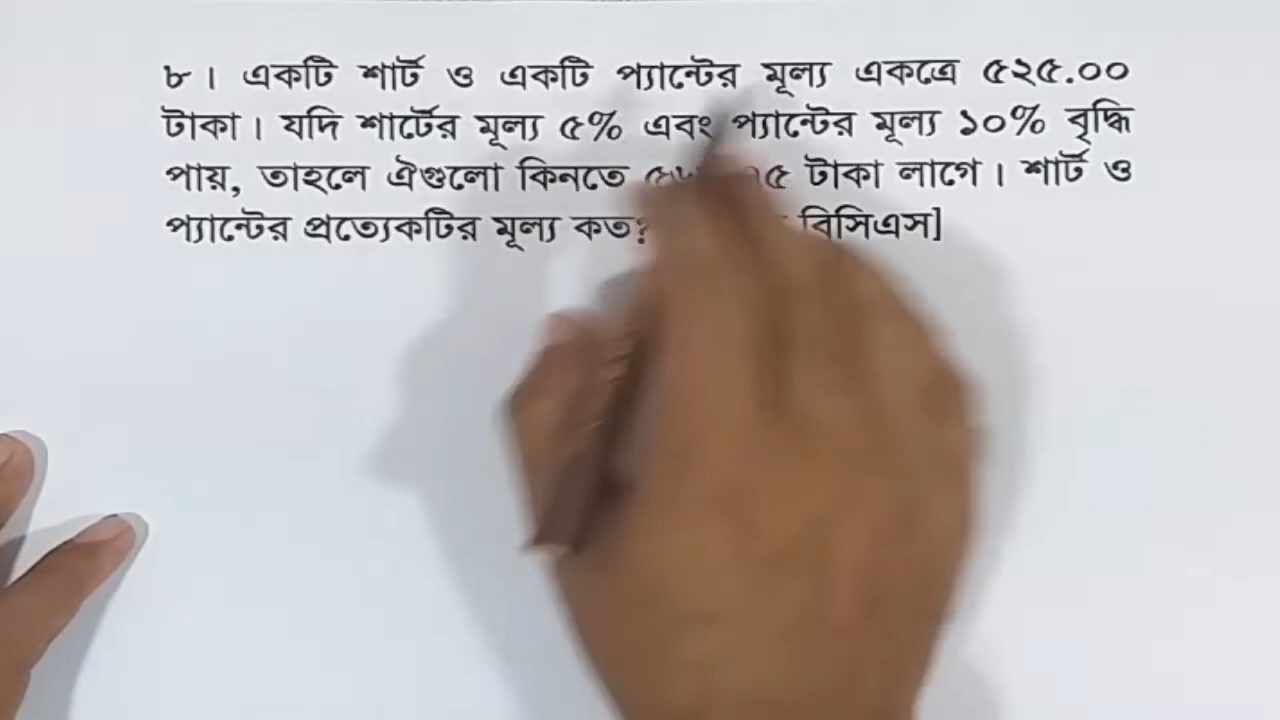 ৮। একটি শার্ট ও একটি প্যান্টের মূল্য একত্রে ৫২৫.০০
টাকা। যদি শার্টের মূল্য ৫% এবং প্যান্টের মূল্য ১০% বৃদ্ধি
পায়, তাহলে ঐগুলো কিনতে টাকা লাগে। শার্ট ও
প্যান্টের প্রত্যেকটির মূল্য কত? বিসিএস]